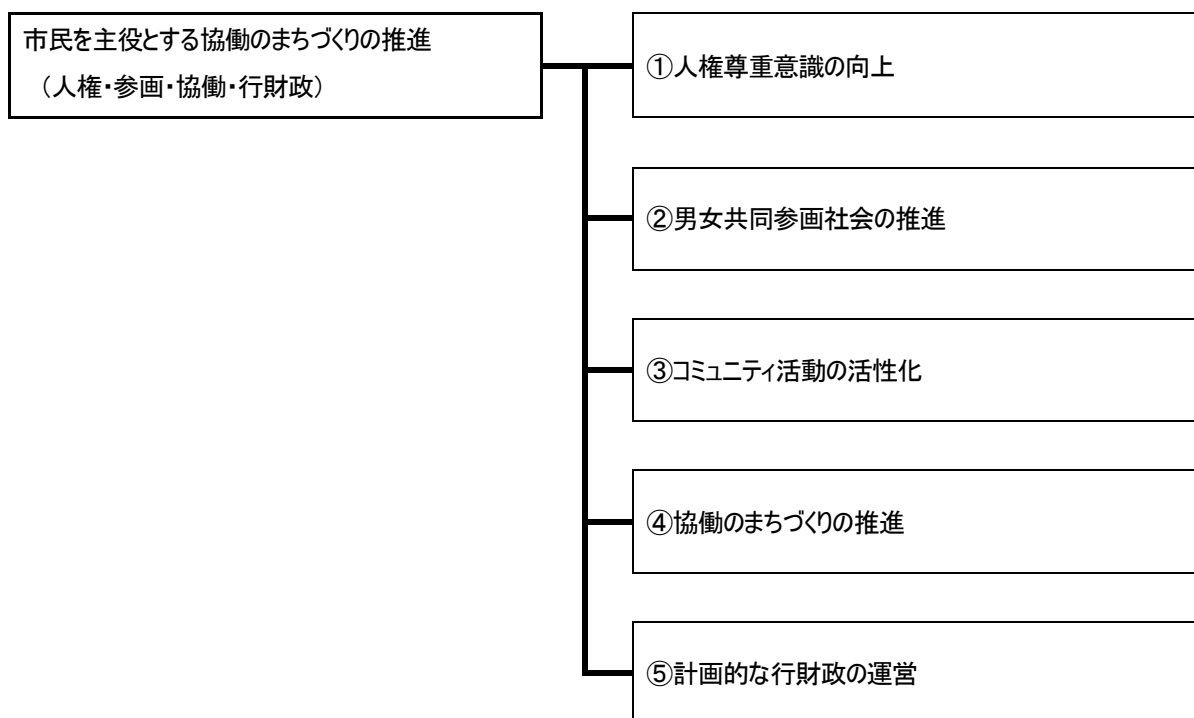 市民を主役とする協働のまちづくりの推進
（人権・参画・協働・行財政）
①人権尊重意識の向上
②男女共同参画社会の推進
③コミュニティ活動の活性化
④協働のまちづくりの推進
⑤計画的な行財政の運営